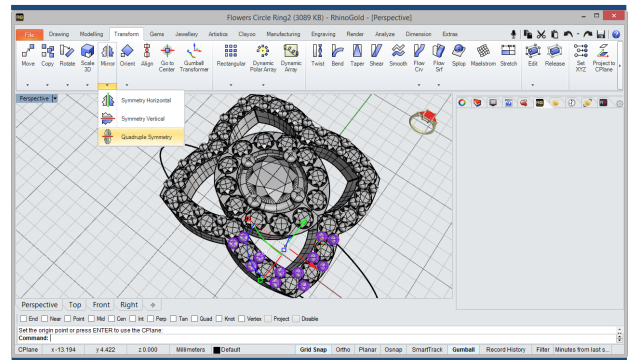 Flowers Circle Ring2 (3089 KB) - RhinoGold - [Perspective]
File Drawing Modelling Transform Gems Jewellery Artistics Clayoo Manufacturing Engraving Render Analyze Dimension Extras
Move Copy Rotate Scale 3D Mirror Orient Align Go to Center Gumball Transformer Rectangular Dynamic Polar Array Dynamic Array Twist Bend Taper Shear Smooth Flow Crv Flow Srf Splop Maelstrom Stretch Edit Release Set XYZ Project to CPlane
Perspective
Symmetry Horizontal
Symmetry Vertical
Quadruple Symmetry
Perspective Top Front Right
End Near Point Mid Cen Int Perp Tan Quad Knot Vertex Project Disable
Set the origin point or press ENTER to use the CPlane:
Command:
CPlane x -13.194 y 4.422 z 0.000 Millimeters Default Grid Snap Ortho Planar Osnap SmartTrack Gumball Record History Filter Minutes from last s...